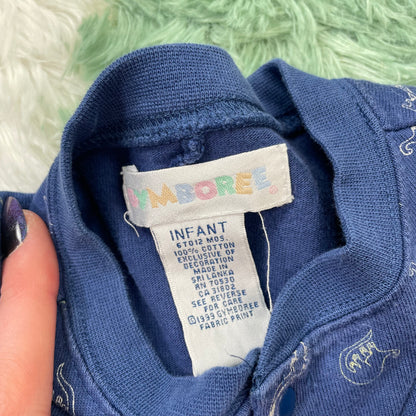 GYMBOREE
INFANT
6 TO 12 MOS.
100% COTTON
EXCLUSIVE OF
DECORATION
MADE IN
SRI LANKA
RN 70530
CA 31802
SEE REVERSE
FOR CARE
©1999 GYMBOREE
FABRIC PRINT